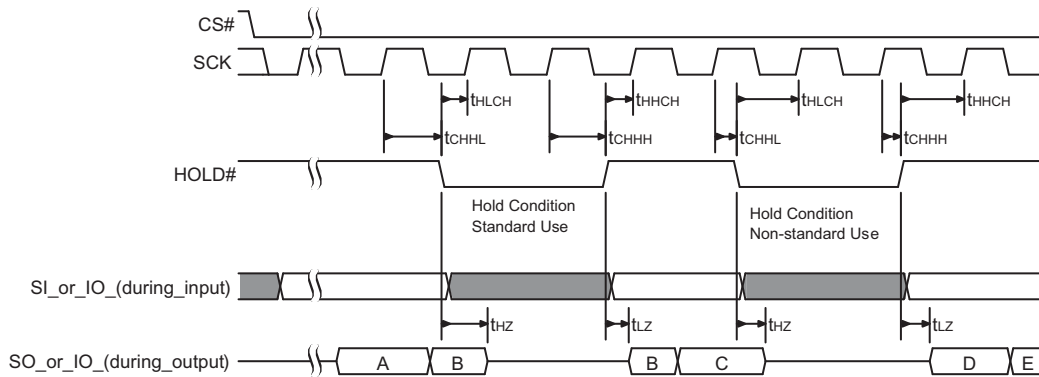 CS#
SCK
tHLCH tHHCH tHLCH tHHCH
tCHHL tCHHH tCHHL tCHHH
HOLD#
Hold Condition
Standard Use
Hold Condition
Non-standard Use
SI_or_IO_(during_input)
tHZ tLZ tHZ tLZ
SO_or_IO_(during_output) A B B C D E